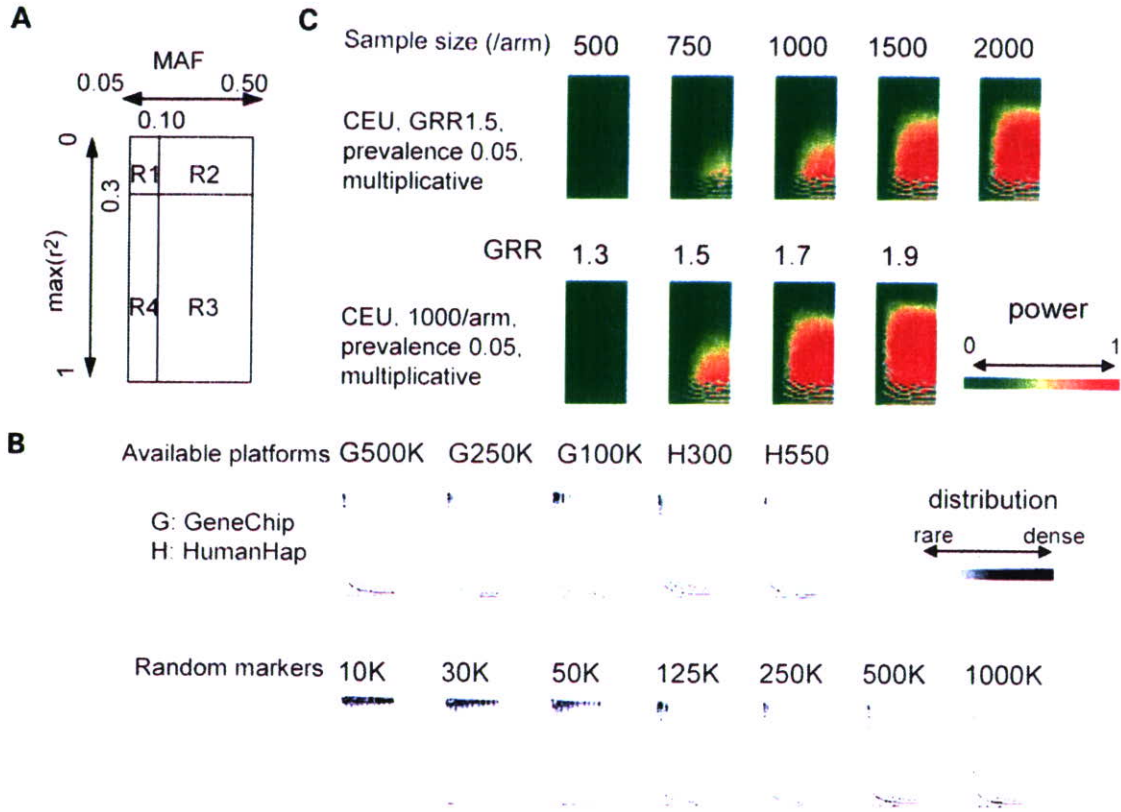 A
MAF
0.05 0.50
0.10
0
0.3
max(r²)
1
R1 R2
R4 R3
C
Sample size (/arm) 500 750 1000 1500 2000
CEU, GRR1.5,
prevalence 0.05,
multiplicative
GRR 1.3 1.5 1.7 1.9
CEU, 1000/arm,
prevalence 0.05,
multiplicative
power
0 1
B
Available platforms G500K G250K G100K H300 H550
G: GeneChip
H: HumanHap
distribution
rare dense
Random markers 10K 30K 50K 125K 250K 500K 1000K